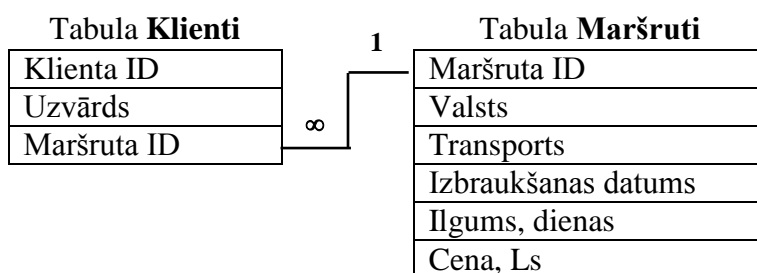 Tabula Klienti
Klienta ID
Uzvārds
Maršruta ID
∞
1
Tabula Maršruti
Maršruta ID
Valsts
Transports
Izbraukšanas datums
Ilgums, dienas
Cena, Ls